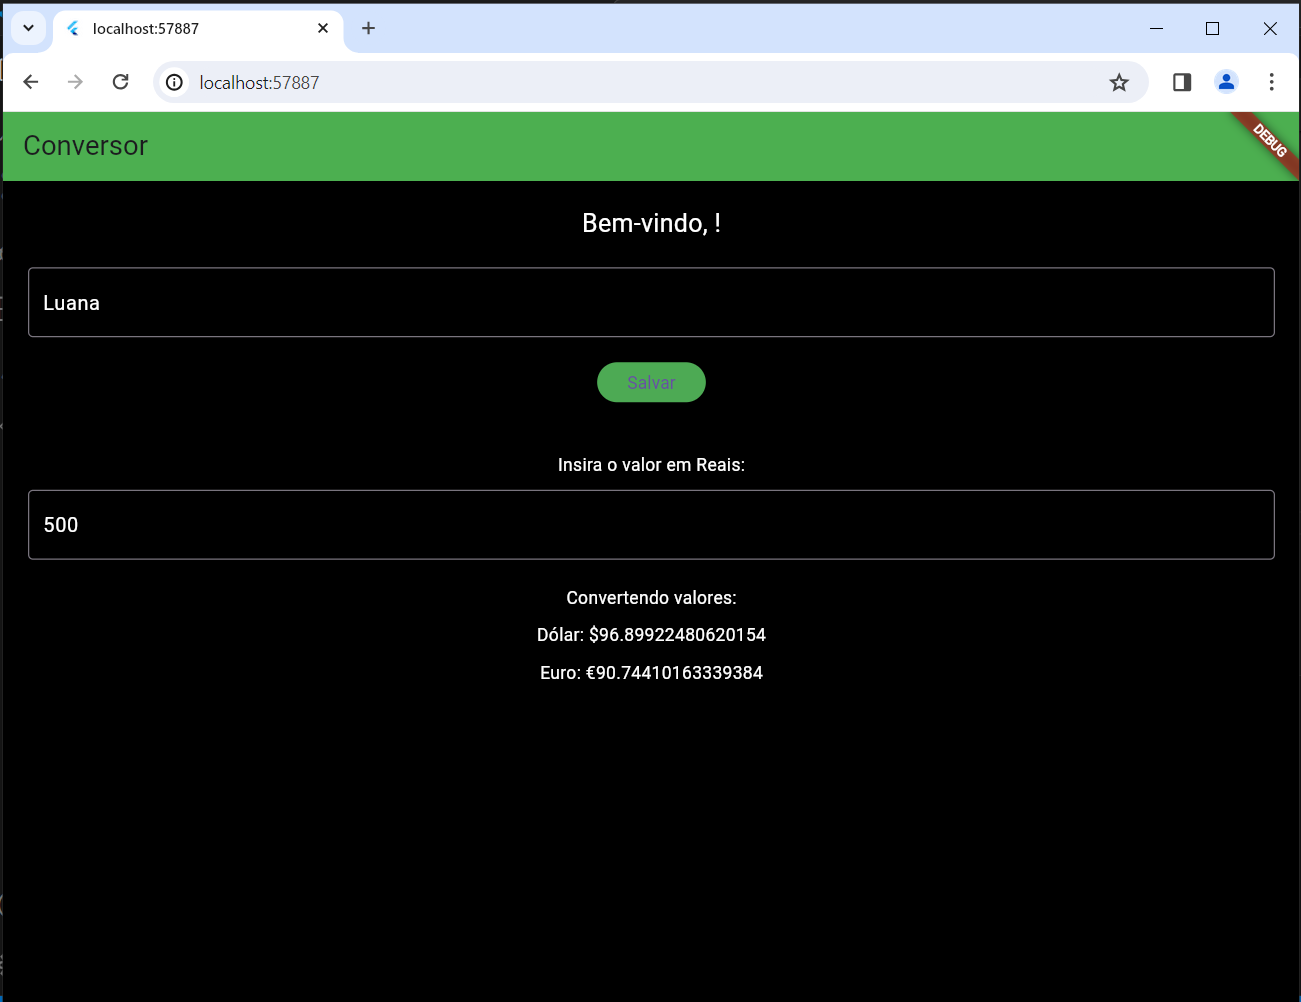 localhost:57887
localhost:57887
Conversor
DEBUG
Bem-vindo, !
Luana
Salvar
Insira o valor em Reais:
500
Convertendo valores:
Dólar: $96.89922480620154
Euro: €90.74410163339384